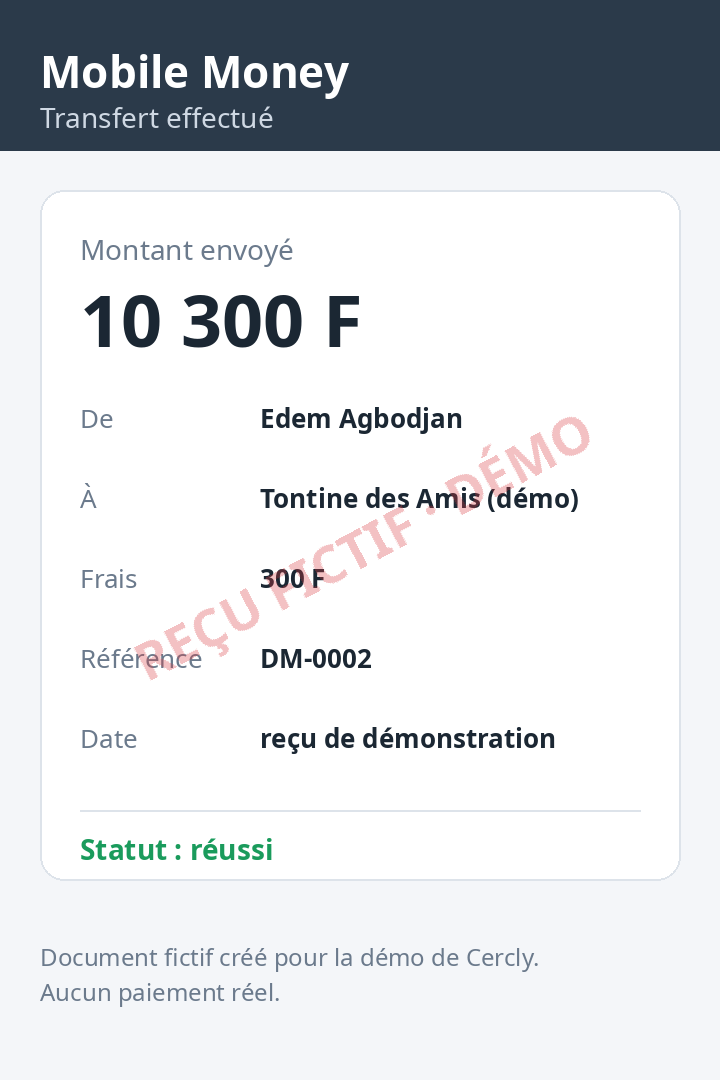 Mobile Money
Transfert effectué
Montant envoyé
10 300 F
De Edem Agbodjan
À Tontine des Amis (démo)
Frais 300 F
Référence DM-0002
Date reçu de démonstration
REÇU FICTIF · DÉMO
Statut : réussi
Document fictif créé pour la démo de Cercly.
Aucun paiement réel.